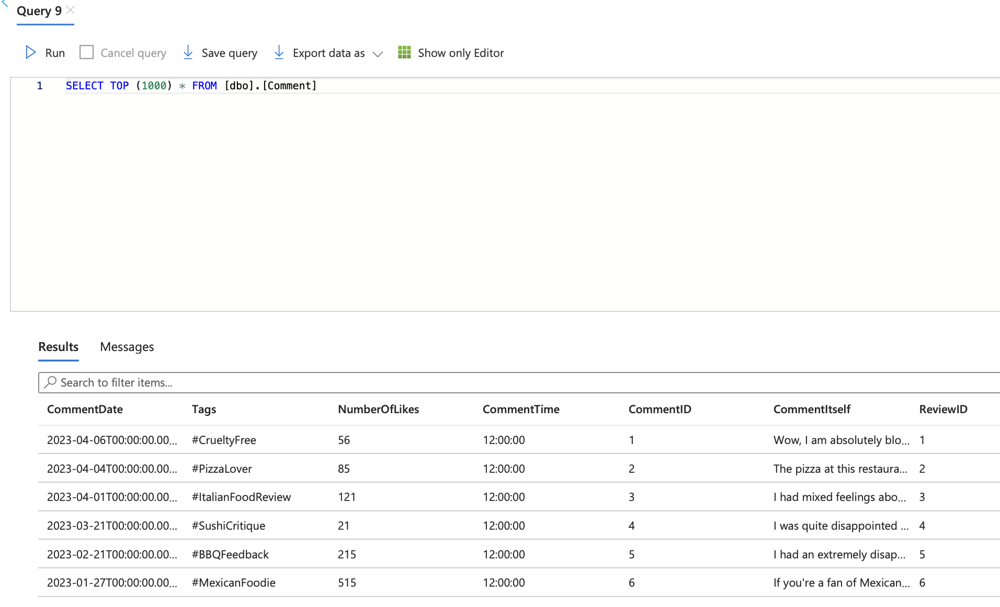 Query 9
Run Cancel query Save query Export data as Show only Editor
1 SELECT TOP (1000) * FROM [dbo].[Comment]
Results Messages
Search to filter items...
CommentDate Tags NumberOfLikes CommentTime CommentID CommentItself ReviewID
2023-04-06T00:00:00.00... #CrueltyFree 56 12:00:00 1 Wow, I am absolutely blo... 1
2023-04-04T00:00:00.00... #PizzaLover 85 12:00:00 2 The pizza at this restaura... 2
2023-04-01T00:00:00.00... #ItalianFoodReview 121 12:00:00 3 I had mixed feelings abo... 3
2023-03-21T00:00:00.00... #SushiCritique 21 12:00:00 4 I was quite disappointed ... 4
2023-02-21T00:00:00.00... #BBQFeedback 215 12:00:00 5 I had an extremely disap... 5
2023-01-27T00:00:00.00... #MexicanFoodie 515 12:00:00 6 If you're a fan of Mexican... 6